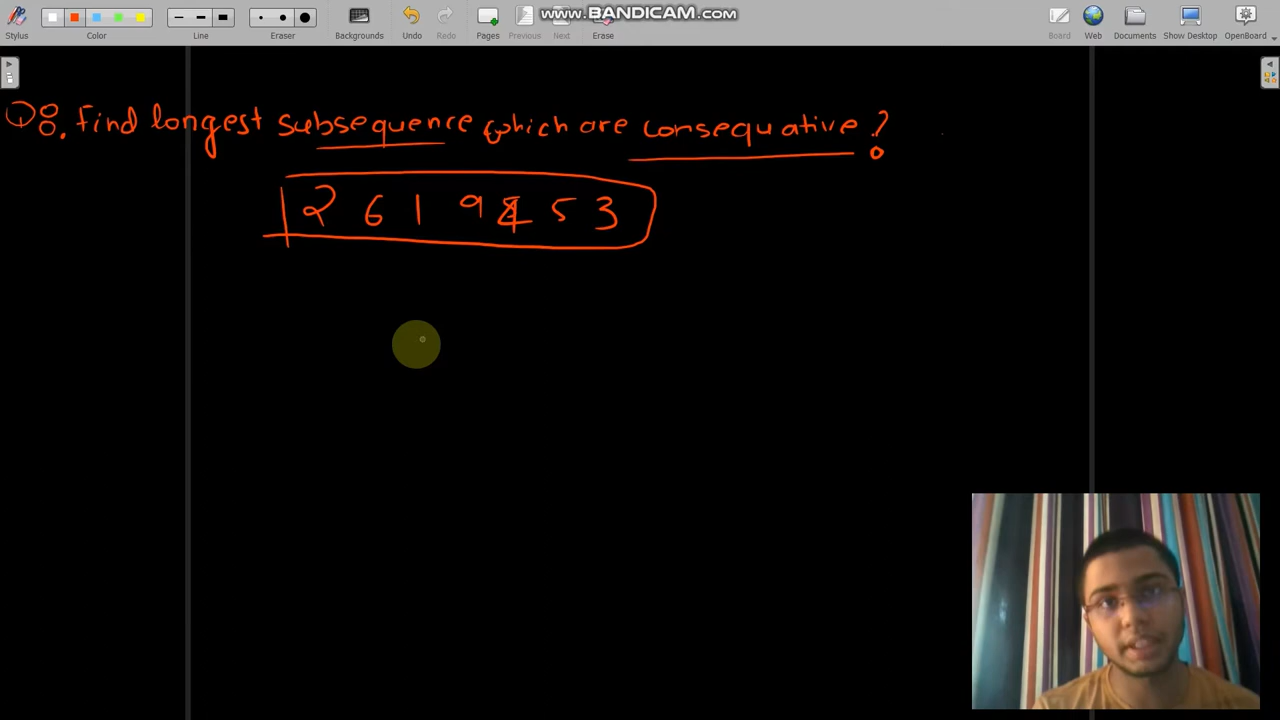 WWW.BANDICAM.COM
Stylus Color Line Eraser Backgrounds Undo Redo Pages Previous Next Erase Board Web Documents Show Desktop OpenBoard
Q8. Find longest subsequence which are consequative?
2 6 1 9 4 5 3